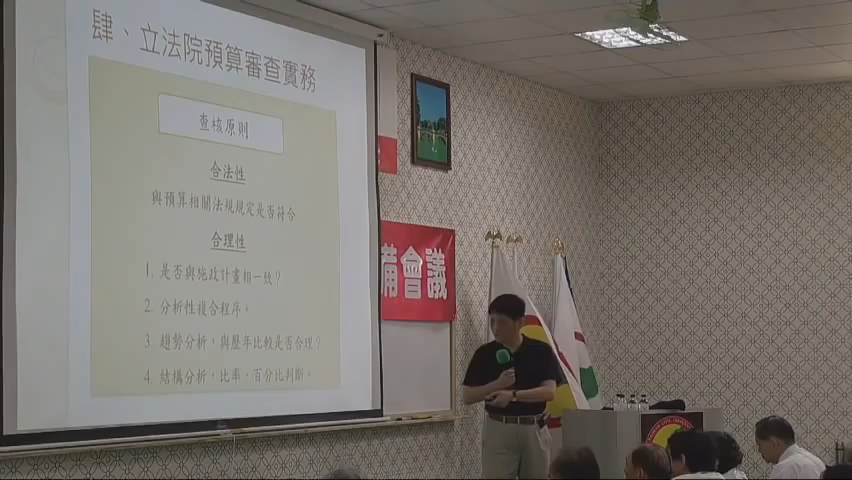 肆、立法院預算審查實務
查核原則
合法性
與預算相關法規規定是否符合
合理性
1. 是否與施政計畫相一致？
2. 分析性複合程序。
3. 趨勢分析，與歷年比較是否合理？
4. 結構分析，比率、百分比判斷。
備會議